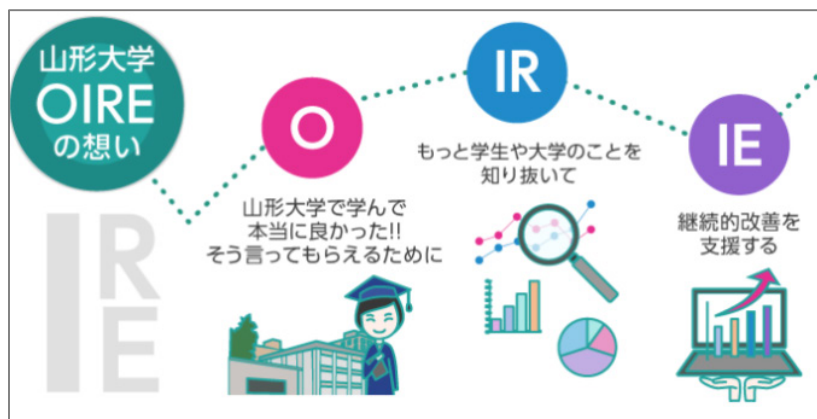 山形大学
OIRE
の想い
O
山形大学で学んで
本当に良かった!!
そう言ってもらえるために
IR
もっと学生や大学のことを
知り抜いて
IE
継続的改善を
支援する
IRE